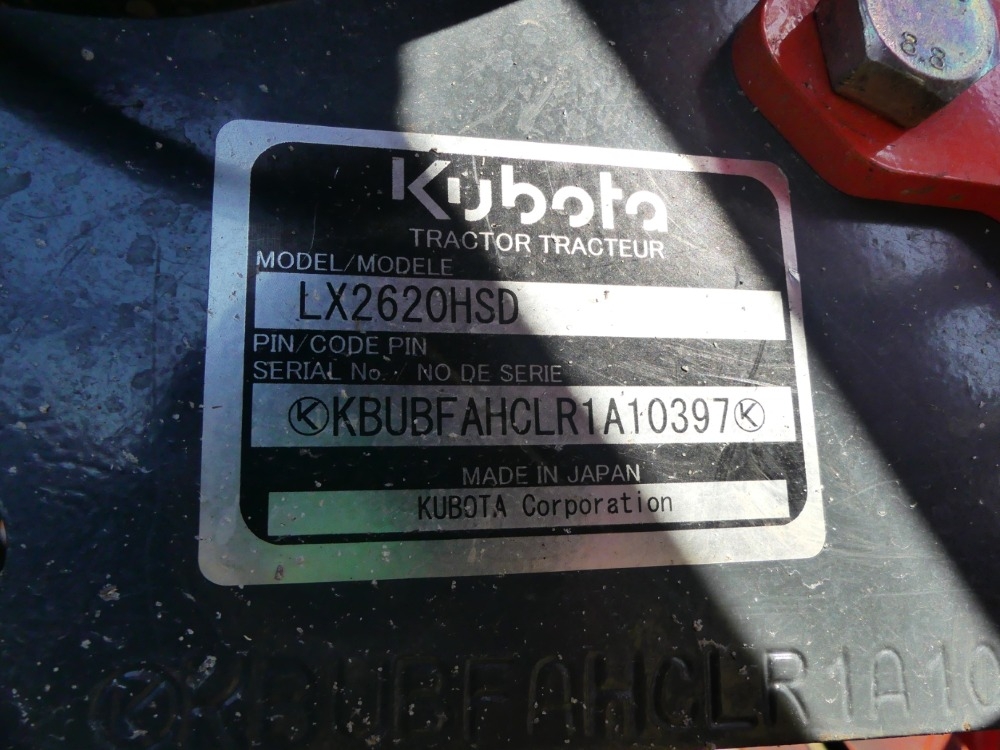 8.8
Kubota
TRACTOR TRACTEUR
MODEL/MODELE
LX2620HSD
PIN/CODE PIN
SERIAL No. / NO DE SERIE
KKBUBFAHCLR1A10397K
MADE IN JAPAN
KUBOTA Corporation
KKBUBFAHCLR1A10